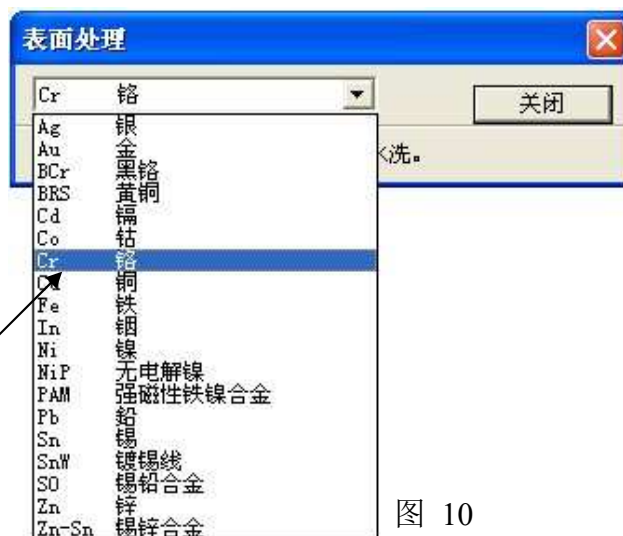 表面处理
Cr 铬
关闭
Ag 银
Au 金
洗。
BCr 黑铬
BRS 黄铜
Cd 镉
Co 钴
Cr 铬
铜
Fe 铁
In 铟
Ni 镍
NiP 无电解镍
PAM 强磁性铁镍合金
Pb 鉛
Sn 锡
SnW 镀锡线
SO 锡铅合金
Zn 锌
Zn-Sn 锡锌合金
图 10